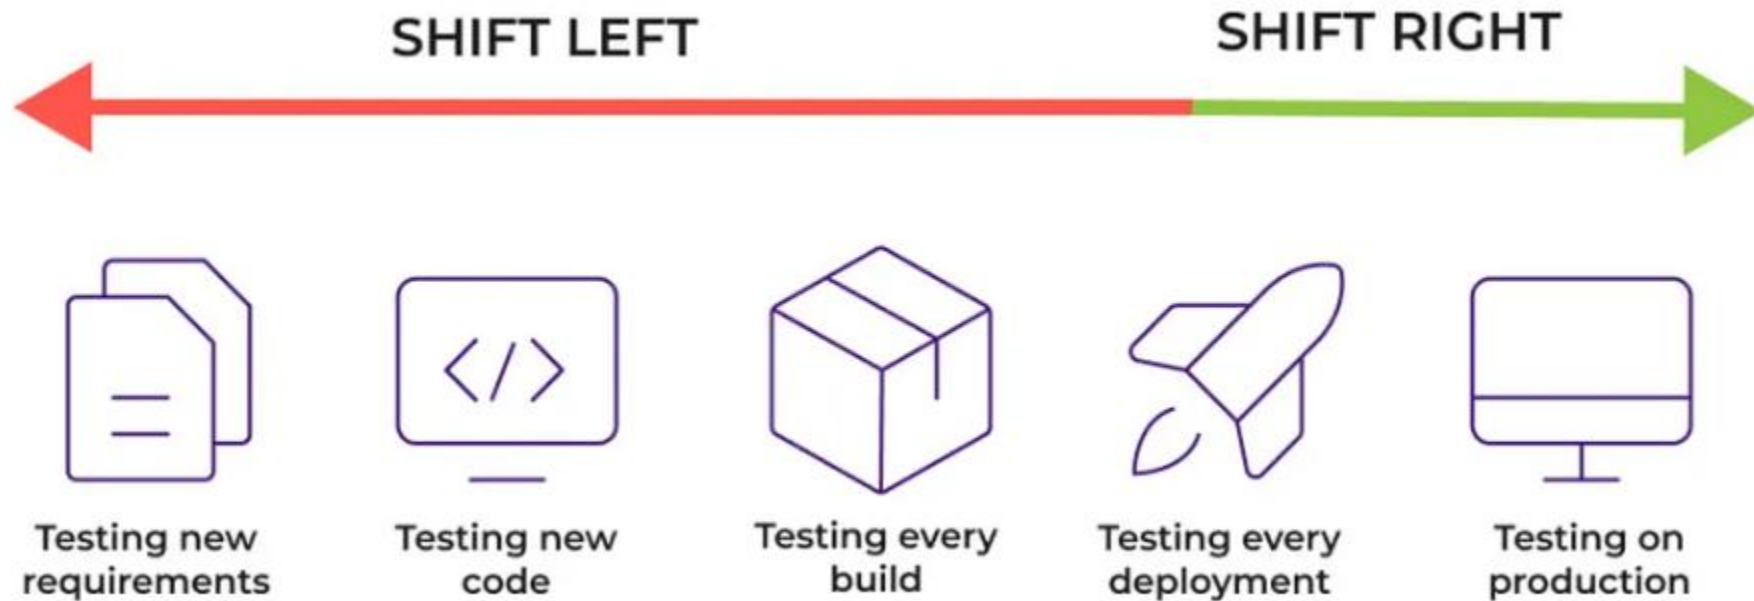 SHIFT LEFT
SHIFT RIGHT
</>
Testing new
requirements
Testing new
code
Testing every
build
Testing every
deployment
Testing on
production